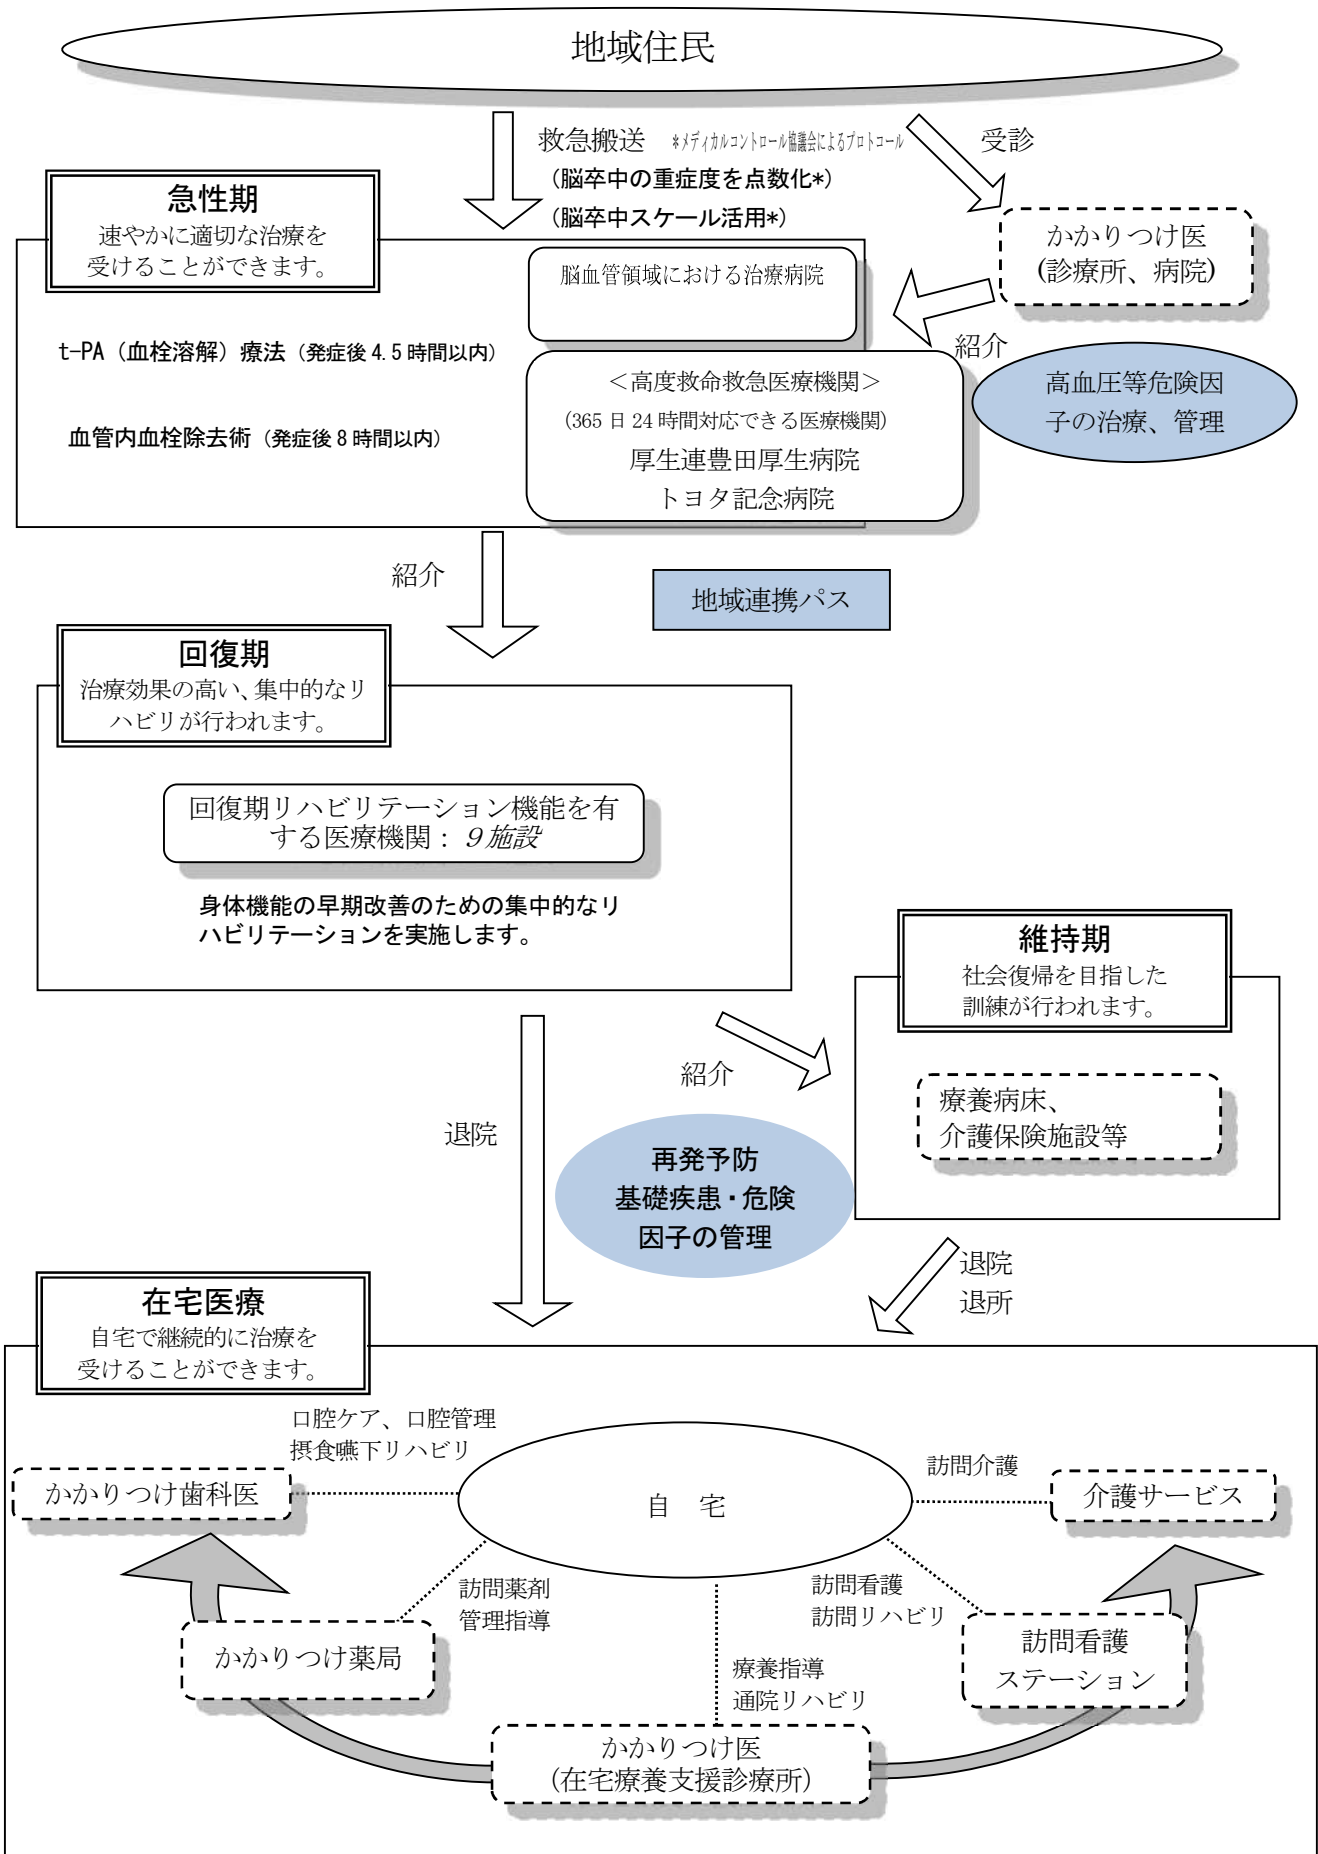 地域住民
救急搬送 *メディカルコントロール協議会によるプロトコール
(脳卒中の重症度を点数化*)
(脳卒中スケール活用*)
受診
急性期
速やかに適切な治療を
受けることができます。
かかりつけ医
(診療所、病院)
脳血管領域における治療病院
紹介
t-PA（血栓溶解）療法（発症後 4.5 時間以内）
血管内血栓除去術（発症後 8 時間以内）
＜高度救命救急医療機関＞
(365 日 24 時間対応できる医療機関)
厚生連豊田厚生病院
トヨタ記念病院
高血圧等危険因
子の治療、管理
紹介
地域連携パス
回復期
治療効果の高い、集中的なリ
ハビリが行われます。
回復期リハビリテーション機能を有
する医療機関：９施設
身体機能の早期改善のための集中的なリ
ハビリテーションを実施します。
維持期
社会復帰を目指した
訓練が行われます。
紹介
療養病床、
介護保険施設等
退院
再発予防
基礎疾患・危険
因子の管理
退院
退所
在宅医療
自宅で継続的に治療を
受けることができます。
口腔ケア、口腔管理
摂食嚥下リハビリ
かかりつけ歯科医
自 宅
訪問介護
介護サービス
訪問薬剤
管理指導
訪問看護
訪問リハビリ
かかりつけ薬局
訪問看護
ステーション
療養指導
通院リハビリ
かかりつけ医
(在宅療養支援診療所)